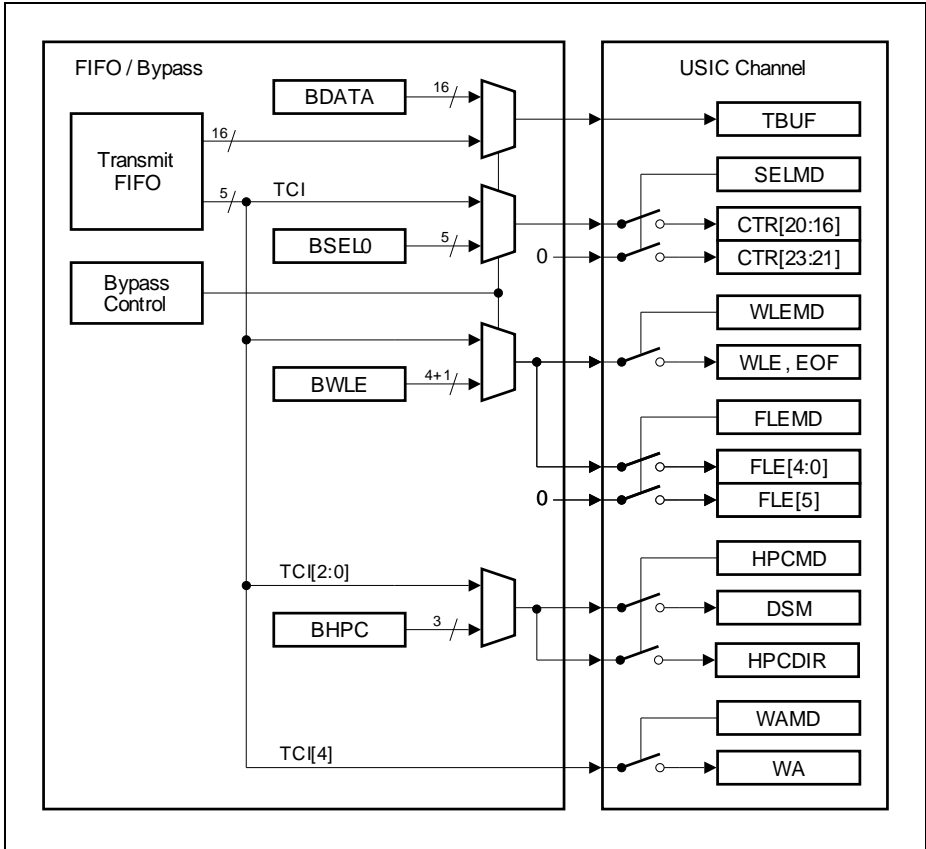 FIFO / Bypass
USIC Channel
BDATA
16
TBUF
Transmit
FIFO
16
5
TCI
SELMD
BSEL0
5
CTR[20:16]
0
CTR[23:21]
Bypass
Control
WLEMD
BWLE
4+1
WLE , EOF
FLEMD
FLE[4:0]
0
FLE[5]
HPCMD
TCI[2:0]
DSM
BHPC
3
HPCDIR
WAMD
TCI[4]
WA